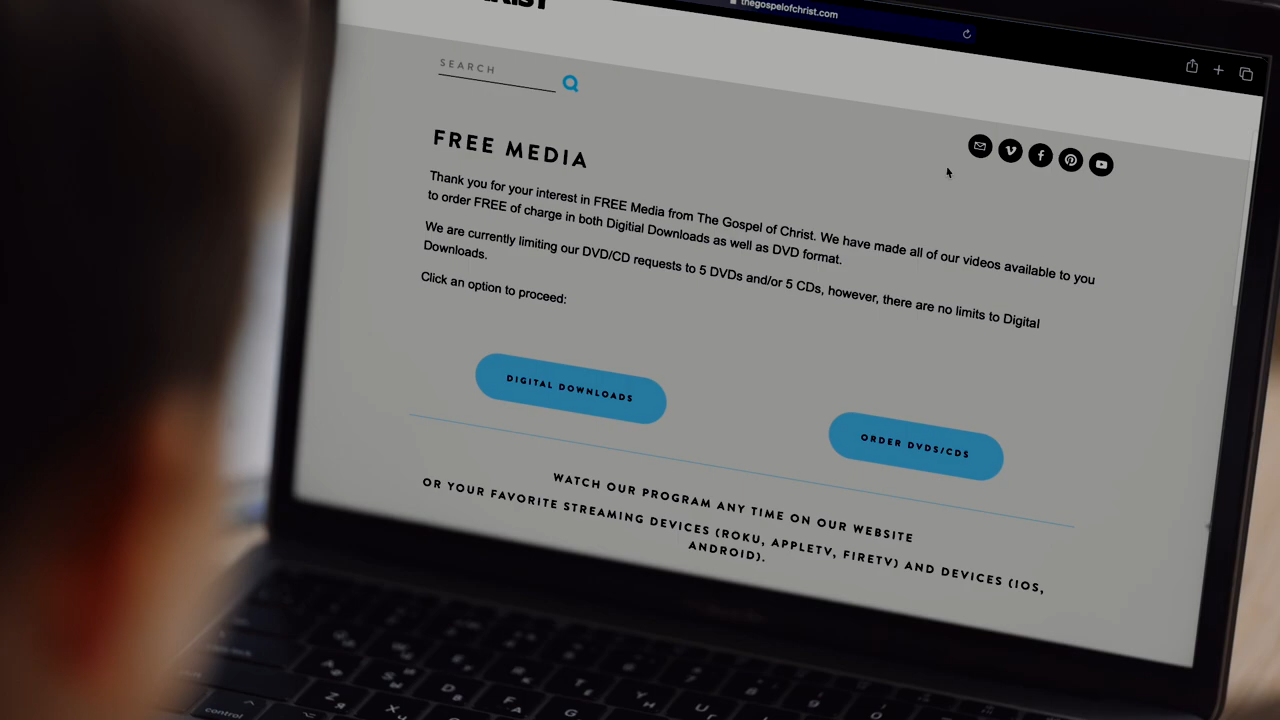 thegospelofchrist.com
SEARCH
FREE MEDIA
Thank you for your interest in FREE Media from The Gospel of Christ. We have made all of our videos available to you
to order FREE of charge in both Digitial Downloads as well as DVD format.
We are currently limiting our DVD/CD requests to 5 DVDs and/or 5 CDs, however, there are no limits to Digital
Downloads.
Click an option to proceed:
DIGITAL DOWNLOADS
ORDER DVDS/CDS
WATCH OUR PROGRAM ANY TIME ON OUR WEBSITE
OR YOUR FAVORITE STREAMING DEVICES (ROKU, APPLETV, FIRETV) AND DEVICES (IOS,
ANDROID).
control